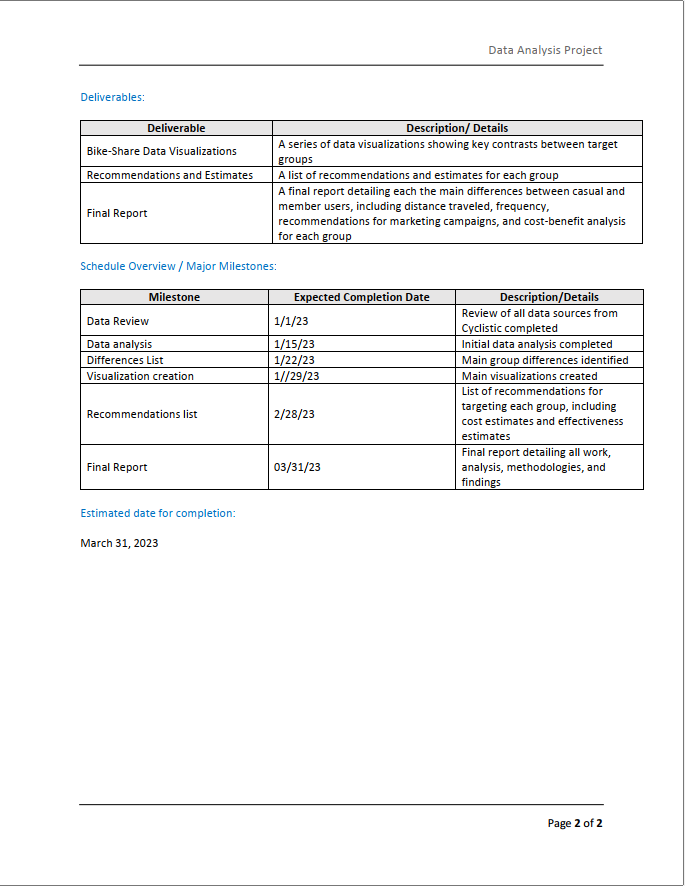 Data Analysis Project
Deliverables:
Deliverable Description/ Details
Bike-Share Data Visualizations
A series of data visualizations showing key contrasts between target
groups
Recommendations and Estimates A list of recommendations and estimates for each group
Final Report
A final report detailing each the main differences between casual and
member users, including distance traveled, frequency,
recommendations for marketing campaigns, and cost-benefit analysis
for each group
Schedule Overview / Major Milestones:
Milestone Expected Completion Date Description/Details
Data Review 1/1/23
Review of all data sources from
Cyclistic completed
Data analysis 1/15/23 Initial data analysis completed
Differences List 1/22/23 Main group differences identified
Visualization creation 1//29/23 Main visualizations created
Recommendations list 2/28/23
List of recommendations for
targeting each group, including
cost estimates and effectiveness
estimates
Final Report 03/31/23
Final report detailing all work,
analysis, methodologies, and
findings
Estimated date for completion:
March 31, 2023
Page 2 of 2